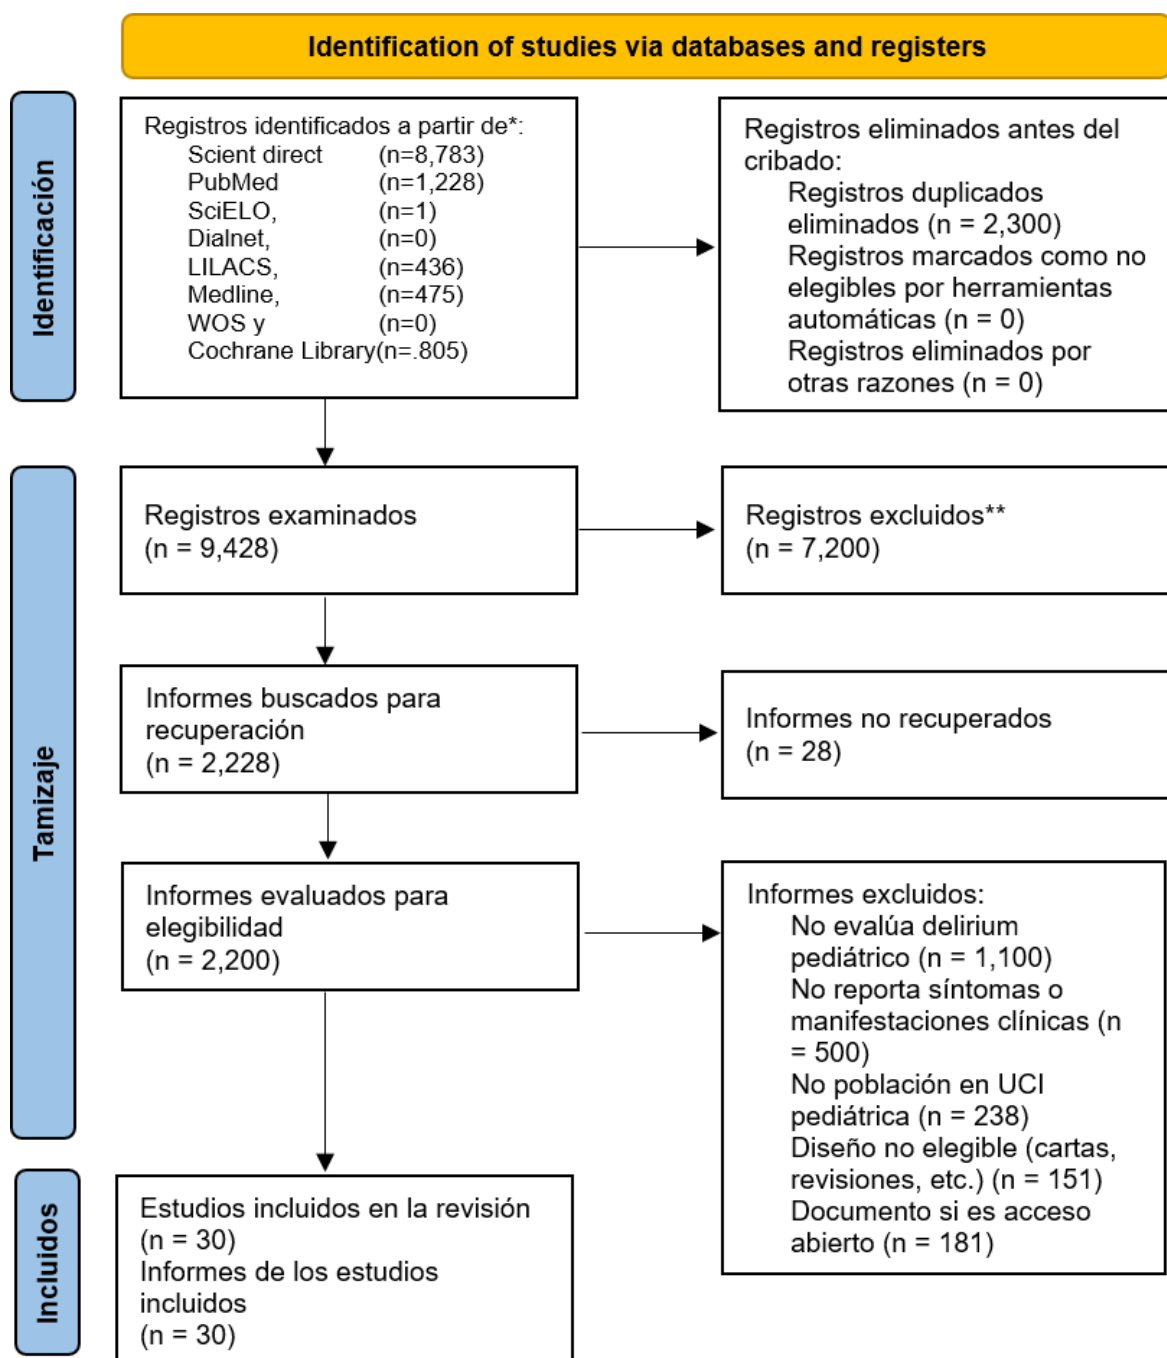 Identification of studies via databases and registers
Identificación
Registros identificados a partir de*:
Scient direct (n=8,783)
PubMed (n=1,228)
SciELO, (n=1)
Dialnet, (n=0)
LILACS, (n=436)
Medline, (n=475)
WOS y (n=0)
Cochrane Library(n=.805)
Registros eliminados antes del
cribado:
Registros duplicados
eliminados (n = 2,300)
Registros marcados como no
elegibles por herramientas
automáticas (n = 0)
Registros eliminados por
otras razones (n = 0)
Tamizaje
Registros examinados
(n = 9,428)
Registros excluidos**
(n = 7,200)
Informes buscados para
recuperación
(n = 2,228)
Informes no recuperados
(n = 28)
Informes evaluados para
elegibilidad
(n = 2,200)
Informes excluidos:
No evalúa delirium
pediátrico (n = 1,100)
No reporta síntomas o
manifestaciones clínicas (n
= 500)
No población en UCI
pediátrica (n = 238)
Diseño no elegible (cartas,
revisiones, etc.) (n = 151)
Documento si es acceso
abierto (n = 181)
Incluidos
Estudios incluidos en la revisión
(n = 30)
Informes de los estudios
incluidos
(n = 30)